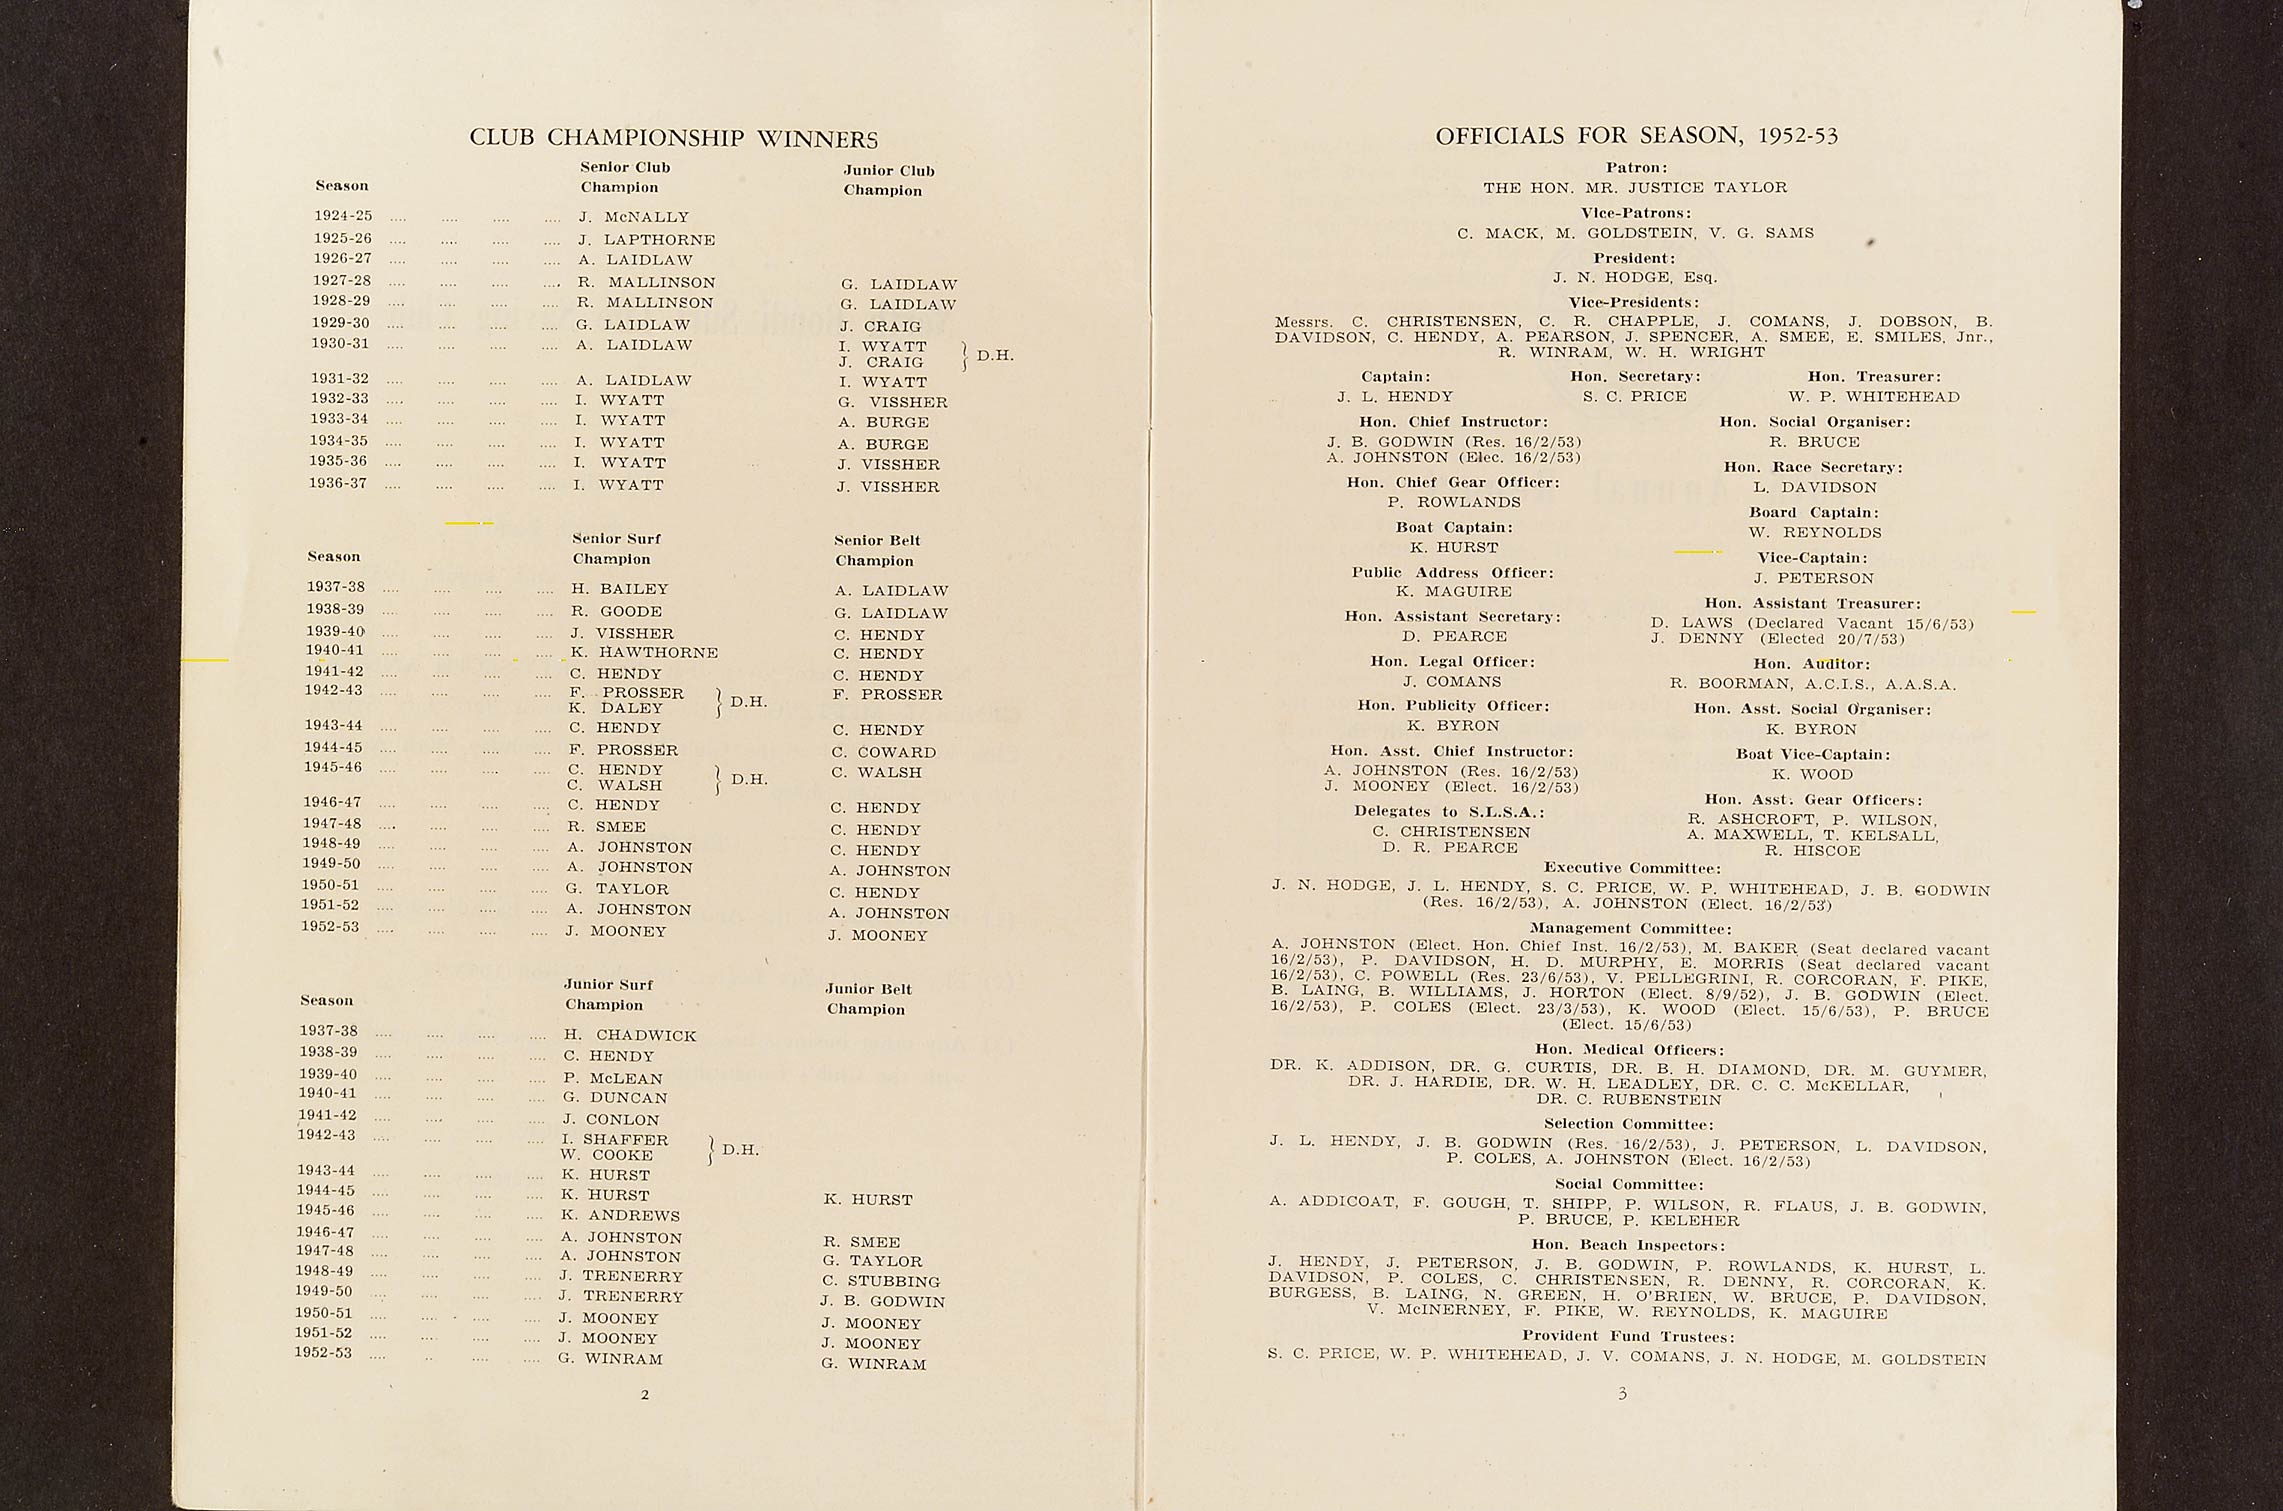 CLUB CHAMPIONSHIP WINNERS
Season Senior Club Champion Junior Club Champion
1924-25 .... .... .... .... J. McNALLY
1925-26 .... .... .... .... J. LAPTHORNE
1926-27 .... .... .... .... A. LAIDLAW
1927-28 .... .... .... .... R. MALLINSON G. LAIDLAW
1928-29 .... .... .... .... R. MALLINSON G. LAIDLAW
1929-30 .... .... .... .... G. LAIDLAW J. CRAIG
1930-31 .... .... .... .... A. LAIDLAW I. WYATT
J. CRAIG } D.H.
1931-32 .... .... .... .... A. LAIDLAW I. WYATT
1932-33 .... .... .... .... I. WYATT G. VISSHER
1933-34 .... .... .... .... I. WYATT A. BURGE
1934-35 .... .... .... .... I. WYATT A. BURGE
1935-36 .... .... .... .... I. WYATT J. VISSHER
1936-37 .... .... .... .... I. WYATT J. VISSHER
Season Senior Surf Champion Senior Belt Champion
1937-38 .... .... .... .... H. BAILEY A. LAIDLAW
1938-39 .... .... .... .... R. GOODE G. LAIDLAW
1939-40 .... .... .... .... J. VISSHER C. HENDY
1940-41 .... .... .... .... K. HAWTHORNE C. HENDY
1941-42 .... .... .... .... C. HENDY C. HENDY
1942-43 .... .... .... .... F. PROSSER F. PROSSER
K. DALEY } D.H.
1943-44 .... .... .... .... C. HENDY C. HENDY
1944-45 .... .... .... .... F. PROSSER C. COWARD
1945-46 .... .... .... .... C. HENDY C. WALSH
C. WALSH } D.H.
1946-47 .... .... .... .... C. HENDY C. HENDY
1947-48 .... .... .... .... R. SMEE C. HENDY
1948-49 .... .... .... .... A. JOHNSTON C. HENDY
1949-50 .... .... .... .... A. JOHNSTON A. JOHNSTON
1950-51 .... .... .... .... G. TAYLOR C. HENDY
1951-52 .... .... .... .... A. JOHNSTON A. JOHNSTON
1952-53 .... .... .... .... J. MOONEY J. MOONEY
Season Junior Surf Champion Junior Belt Champion
1937-38 .... .... .... .... H. CHADWICK
1938-39 .... .... .... .... C. HENDY
1939-40 .... .... .... .... P. McLEAN
1940-41 .... .... .... .... G. DUNCAN
1941-42 .... .... .... .... J. CONLON
1942-43 .... .... .... .... I. SHAFFER
W. COOKE } D.H.
1943-44 .... .... .... .... K. HURST
1944-45 .... .... .... .... K. HURST K. HURST
1945-46 .... .... .... .... K. ANDREWS
1946-47 .... .... .... .... A. JOHNSTON R. SMEE
1947-48 .... .... .... .... A. JOHNSTON G. TAYLOR
1948-49 .... .... .... .... J. TRENERRY C. STUBBING
1949-50 .... .... .... .... J. TRENERRY J. B. GODWIN
1950-51 .... .... .... .... J. MOONEY J. MOONEY
1951-52 .... .... .... .... J. MOONEY J. MOONEY
1952-53 .... .. .... .... G. WINRAM G. WINRAM
2
OFFICIALS FOR SEASON, 1952-53
Patron:
THE HON. MR. JUSTICE TAYLOR
Vice-Patrons:
C. MACK, M. GOLDSTEIN, V. G. SAMS
President:
J. N. HODGE, Esq.
Vice-Presidents:
Messrs. C. CHRISTENSEN, C. R. CHAPPLE, J. COMANS, J. DOBSON, B.
DAVIDSON, C. HENDY, A. PEARSON, J. SPENCER, A. SMEE, E. SMILES, Jnr.,
R. WINRAM, W. H. WRIGHT
Captain: Hon. Secretary: Hon. Treasurer:
J. L. HENDY S. C. PRICE W. P. WHITEHEAD
Hon. Chief Instructor:
J. B. GODWIN (Res. 16/2/53)
A. JOHNSTON (Elec. 16/2/53)
Hon. Chief Gear Officer:
P. ROWLANDS
Boat Captain:
K. HURST
Public Address Officer:
K. MAGUIRE
Hon. Assistant Secretary:
D. PEARCE
Hon. Legal Officer:
J. COMANS
Hon. Publicity Officer:
K. BYRON
Hon. Asst. Chief Instructor:
A. JOHNSTON (Res. 16/2/53)
J. MOONEY (Elect. 16/2/53)
Delegates to S.L.S.A.:
C. CHRISTENSEN
D. R. PEARCE
Hon. Social Organiser:
R. BRUCE
Hon. Race Secretary:
L. DAVIDSON
Board Captain:
W. REYNOLDS
Vice-Captain:
J. PETERSON
Hon. Assistant Treasurer:
D. LAWS (Declared Vacant 15/6/53)
J. DENNY (Elected 20/7/53)
Hon. Auditor:
R. BOORMAN, A.C.I.S., A.A.S.A.
Hon. Asst. Social Organiser:
K. BYRON
Boat Vice-Captain:
K. WOOD
Hon. Asst. Gear Officers:
R. ASHCROFT, P. WILSON,
A. MAXWELL, T. KELSALL,
R. HISCOE
Executive Committee:
J. N. HODGE, J. L. HENDY, S. C. PRICE, W. P. WHITEHEAD, J. B. GODWIN
(Res. 16/2/53), A. JOHNSTON (Elect. 16/2/53)
Management Committee:
A. JOHNSTON (Elect. Hon. Chief Inst. 16/2/53), M. BAKER (Seat declared vacant
16/2/53), P. DAVIDSON, H. D. MURPHY, E. MORRIS (Seat declared vacant
16/2/53), C. POWELL (Res. 23/6/53), V. PELLEGRINI, R. CORCORAN, F. PIKE,
B. LAING, B. WILLIAMS, J. HORTON (Elect. 8/9/52), J. B. GODWIN (Elect.
16/2/53), P. COLES (Elect. 23/3/53), K. WOOD (Elect. 15/6/53), P. BRUCE
(Elect. 15/6/53)
Hon. Medical Officers:
DR. K. ADDISON, DR. G. CURTIS, DR. B. H. DIAMOND, DR. M. GUYMER,
DR. J. HARDIE, DR. W. H. LEADLEY, DR. C. C. McKELLAR,
DR. C. RUBENSTEIN
Selection Committee:
J. L. HENDY, J. B. GODWIN (Res. 16/2/53), J. PETERSON, L. DAVIDSON,
P. COLES, A. JOHNSTON (Elect. 16/2/53)
Social Committee:
A. ADDICOAT, F. GOUGH, T. SHIPP, P. WILSON, R. FLAUS, J. B. GODWIN,
P. BRUCE, P. KELEHER
Hon. Beach Inspectors:
J. HENDY, J. PETERSON, J. B. GODWIN, P. ROWLANDS, K. HURST, L.
DAVIDSON, P. COLES, C. CHRISTENSEN, R. DENNY, R. CORCORAN, K.
BURGESS, B. LAING, N. GREEN, H. O'BRIEN, W. BRUCE, P. DAVIDSON,
V. McINERNEY, F. PIKE, W. REYNOLDS, K. MAGUIRE
Provident Fund Trustees:
S. C. PRICE, W. P. WHITEHEAD, J. V. COMANS, J. N. HODGE, M. GOLDSTEIN
3